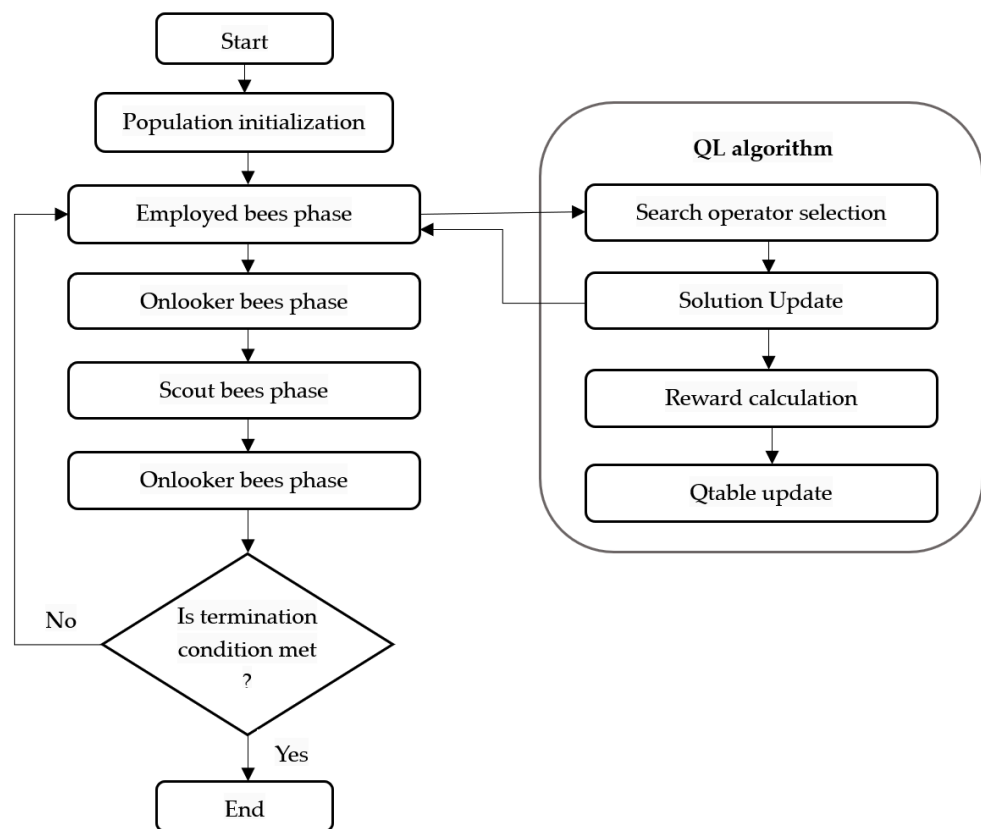 Start
Population initialization
Employed bees phase
Onlooker bees phase
Scout bees phase
Onlooker bees phase
Is termination
condition met
?
No
Yes
End
QL algorithm
Search operator selection
Solution Update
Reward calculation
Qtable update